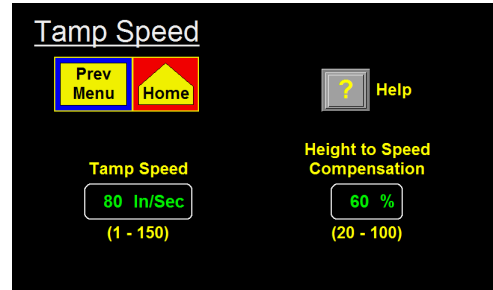 Tamp Speed
Prev
Menu
Home
?
Help
Tamp Speed
80 In/Sec
(1 - 150)
Height to Speed
Compensation
60 %
(20 - 100)